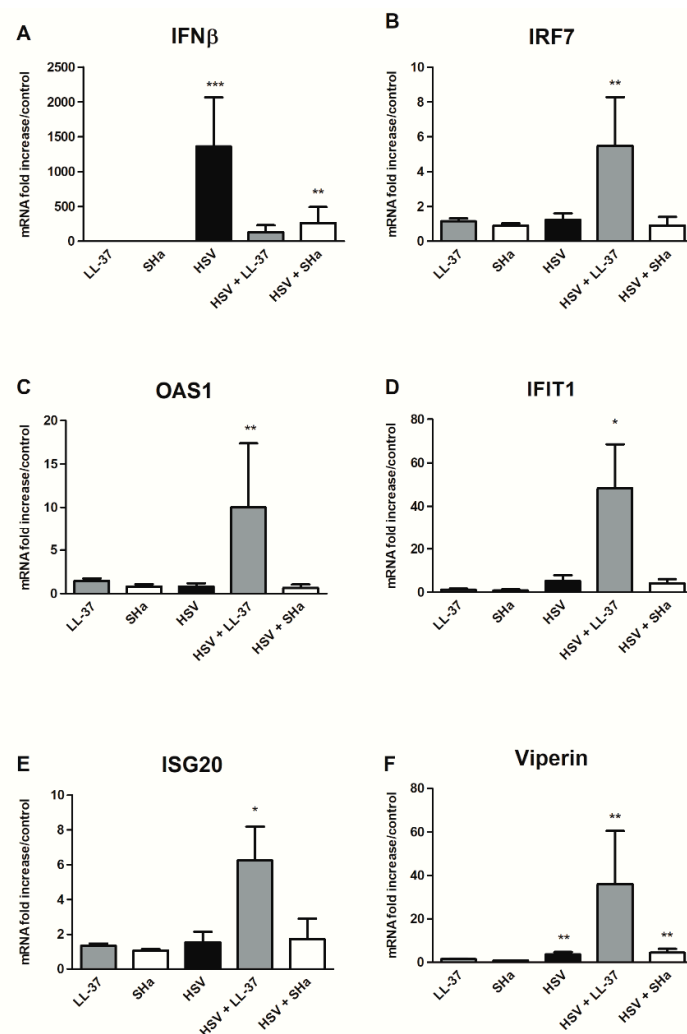 A
IFNβ
mRNA fold increase/control
2500
2000
1500
1000
500
0
***
**
LL-37
SHa
HSV
HSV + LL-37
HSV + SHa
B
IRF7
mRNA fold increase/control
10
8
6
4
2
0
**
LL-37
SHa
HSV
HSV + LL-37
HSV + SHa
C
OAS1
mRNA fold increase/control
20
15
10
5
0
**
LL-37
SHa
HSV
HSV + LL-37
HSV + SHa
D
IFIT1
mRNA fold increase/control
80
60
40
20
0
*
LL-37
SHa
HSV
HSV + LL-37
HSV + SHa
E
ISG20
mRNA fold increase/control
10
8
6
4
2
0
*
LL-37
SHa
HSV
HSV + LL-37
HSV + SHa
F
Viperin
mRNA fold increase/control
80
60
40
20
0
**
**
**
LL-37
SHa
HSV
HSV + LL-37
HSV + SHa